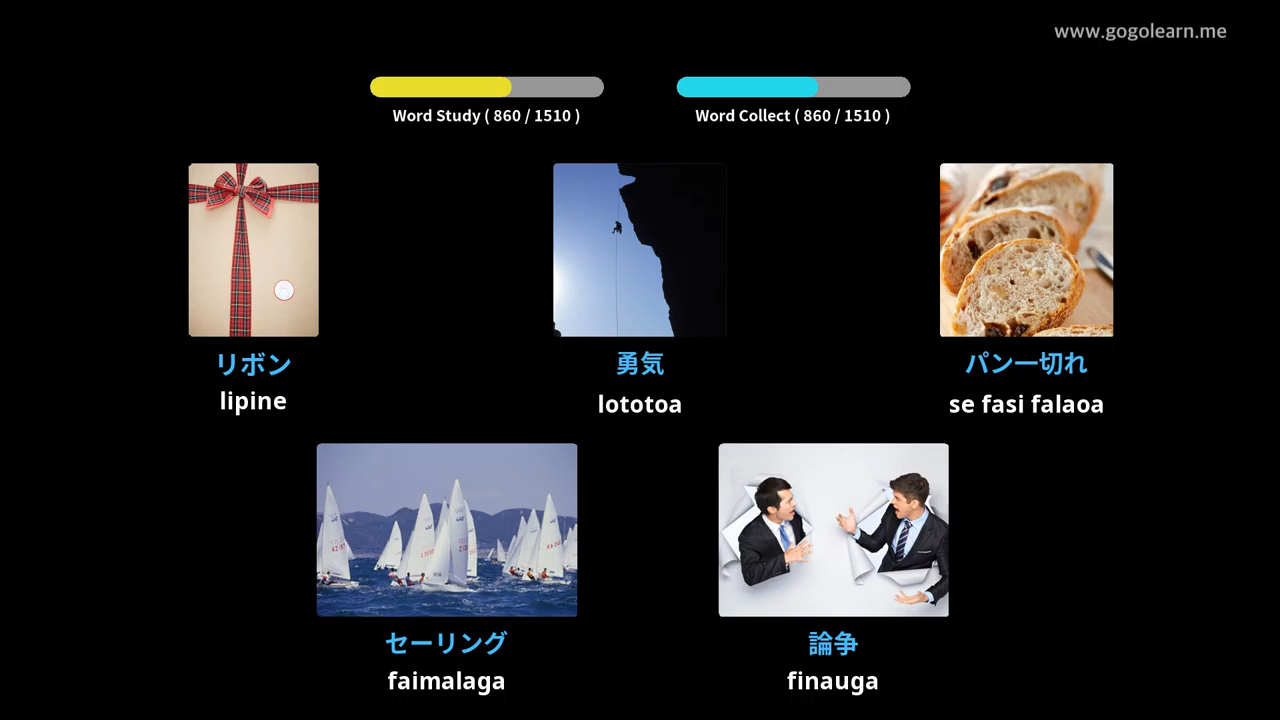 www.gogolearn.me
Word Study ( 860 / 1510 )
Word Collect ( 860 / 1510 )
リボン
lipine
勇気
lototoa
パン一切れ
se fasi falaoa
セーリング
faimalaga
論争
finauga